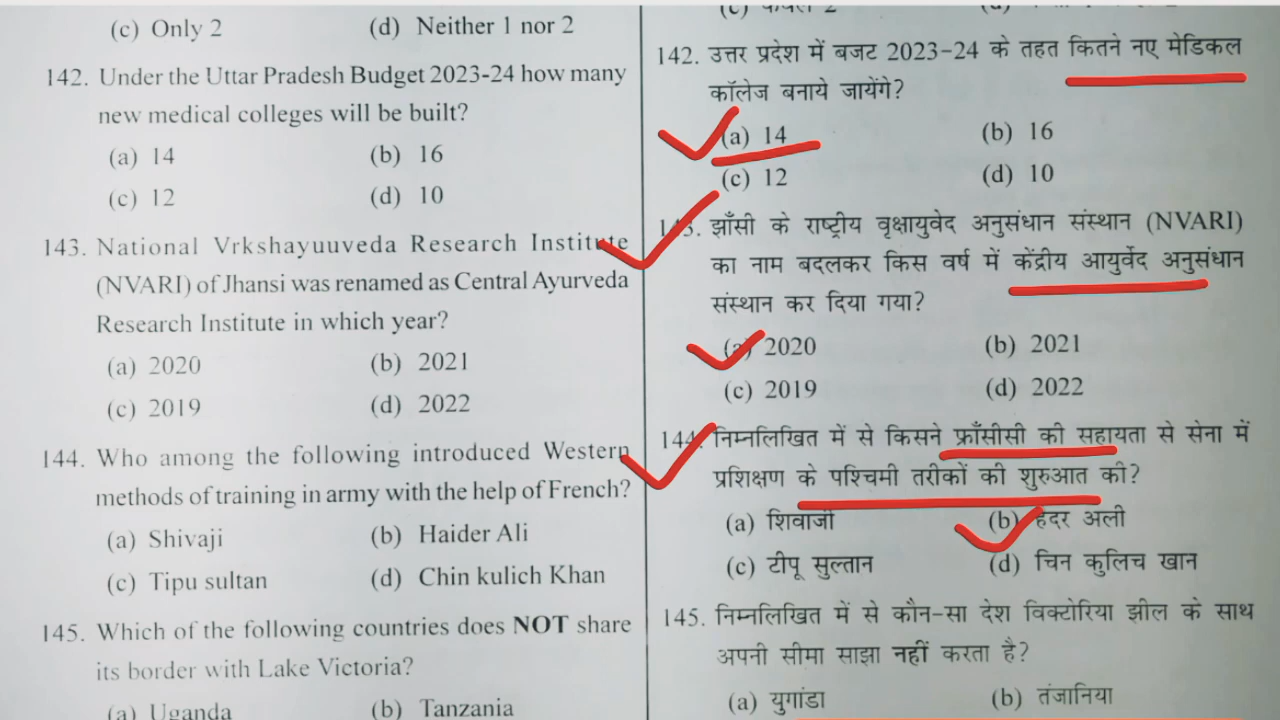 (c) Only 2 (d) Neither 1 nor 2
142. Under the Uttar Pradesh Budget 2023-24 how many
new medical colleges will be built?
(a) 14 (b) 16
(c) 12 (d) 10
143. National Vrkshayuuveda Research Institute
(NVARI) of Jhansi was renamed as Central Ayurveda
Research Institute in which year?
(a) 2020 (b) 2021
(c) 2019 (d) 2022
144. Who among the following introduced Western
methods of training in army with the help of French?
(a) Shivaji (b) Haider Ali
(c) Tipu sultan (d) Chin kulich Khan
145. Which of the following countries does NOT share
its border with Lake Victoria?
(a) Uganda (b) Tanzania
142. उत्तर प्रदेश में बजट 2023-24 के तहत कितने नए मेडिकल
कॉलेज बनाये जायेंगे?
(a) 14 (b) 16
(c) 12 (d) 10
झाँसी के राष्ट्रीय वृक्षायुवेद अनुसंधान संस्थान (NVARI)
का नाम बदलकर किस वर्ष में केंद्रीय आयुर्वेद अनुसंधान
संस्थान कर दिया गया?
(a) 2020 (b) 2021
(c) 2019 (d) 2022
144. निम्नलिखित में से किसने फ्राँसीसी की सहायता से सेना में
प्रशिक्षण के पश्चिमी तरीकों की शुरुआत की?
(a) शिवाजी (b) हैदर अली
(c) टीपू सुल्तान (d) चिन कुलिच खान
145. निम्नलिखित में से कौन-सा देश विक्टोरिया झील के साथ
अपनी सीमा साझा नहीं करता है?
(a) युगांडा (b) तंजानिया